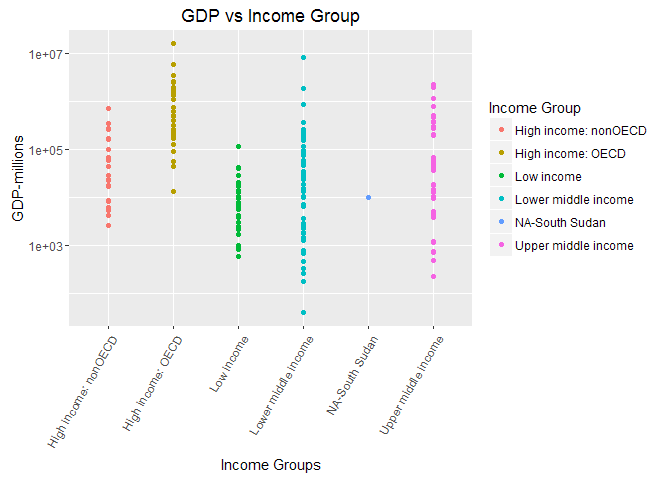 GDP vs Income Group
GDP-millions
1e+07
1e+05
1e+03
High income: nonOECD
High income: OECD
Low income
Lower middle income
NA-South Sudan
Upper middle income
Income Groups
Income Group
High income: nonOECD
High income: OECD
Low income
Lower middle income
NA-South Sudan
Upper middle income